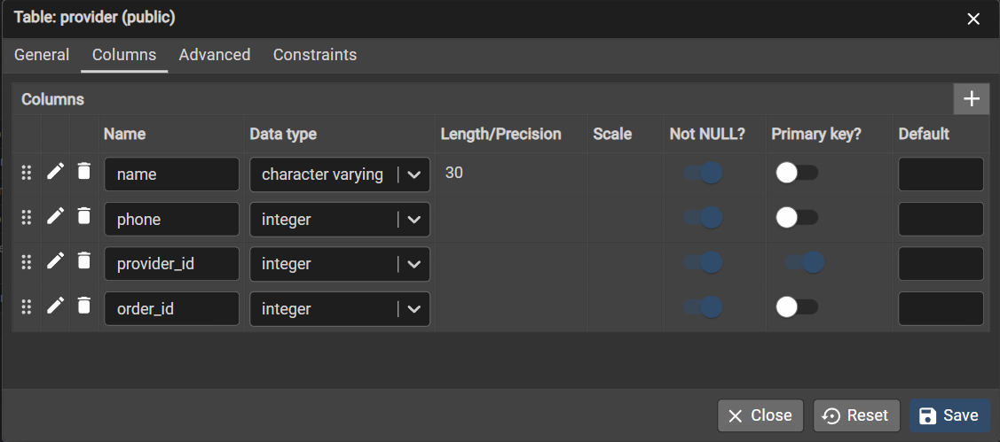 Table: provider (public)
General Columns Advanced Constraints
Columns
Name Data type Length/Precision Scale Not NULL? Primary key? Default
name character varying 30
phone integer
provider_id integer
order_id integer
Close Reset Save